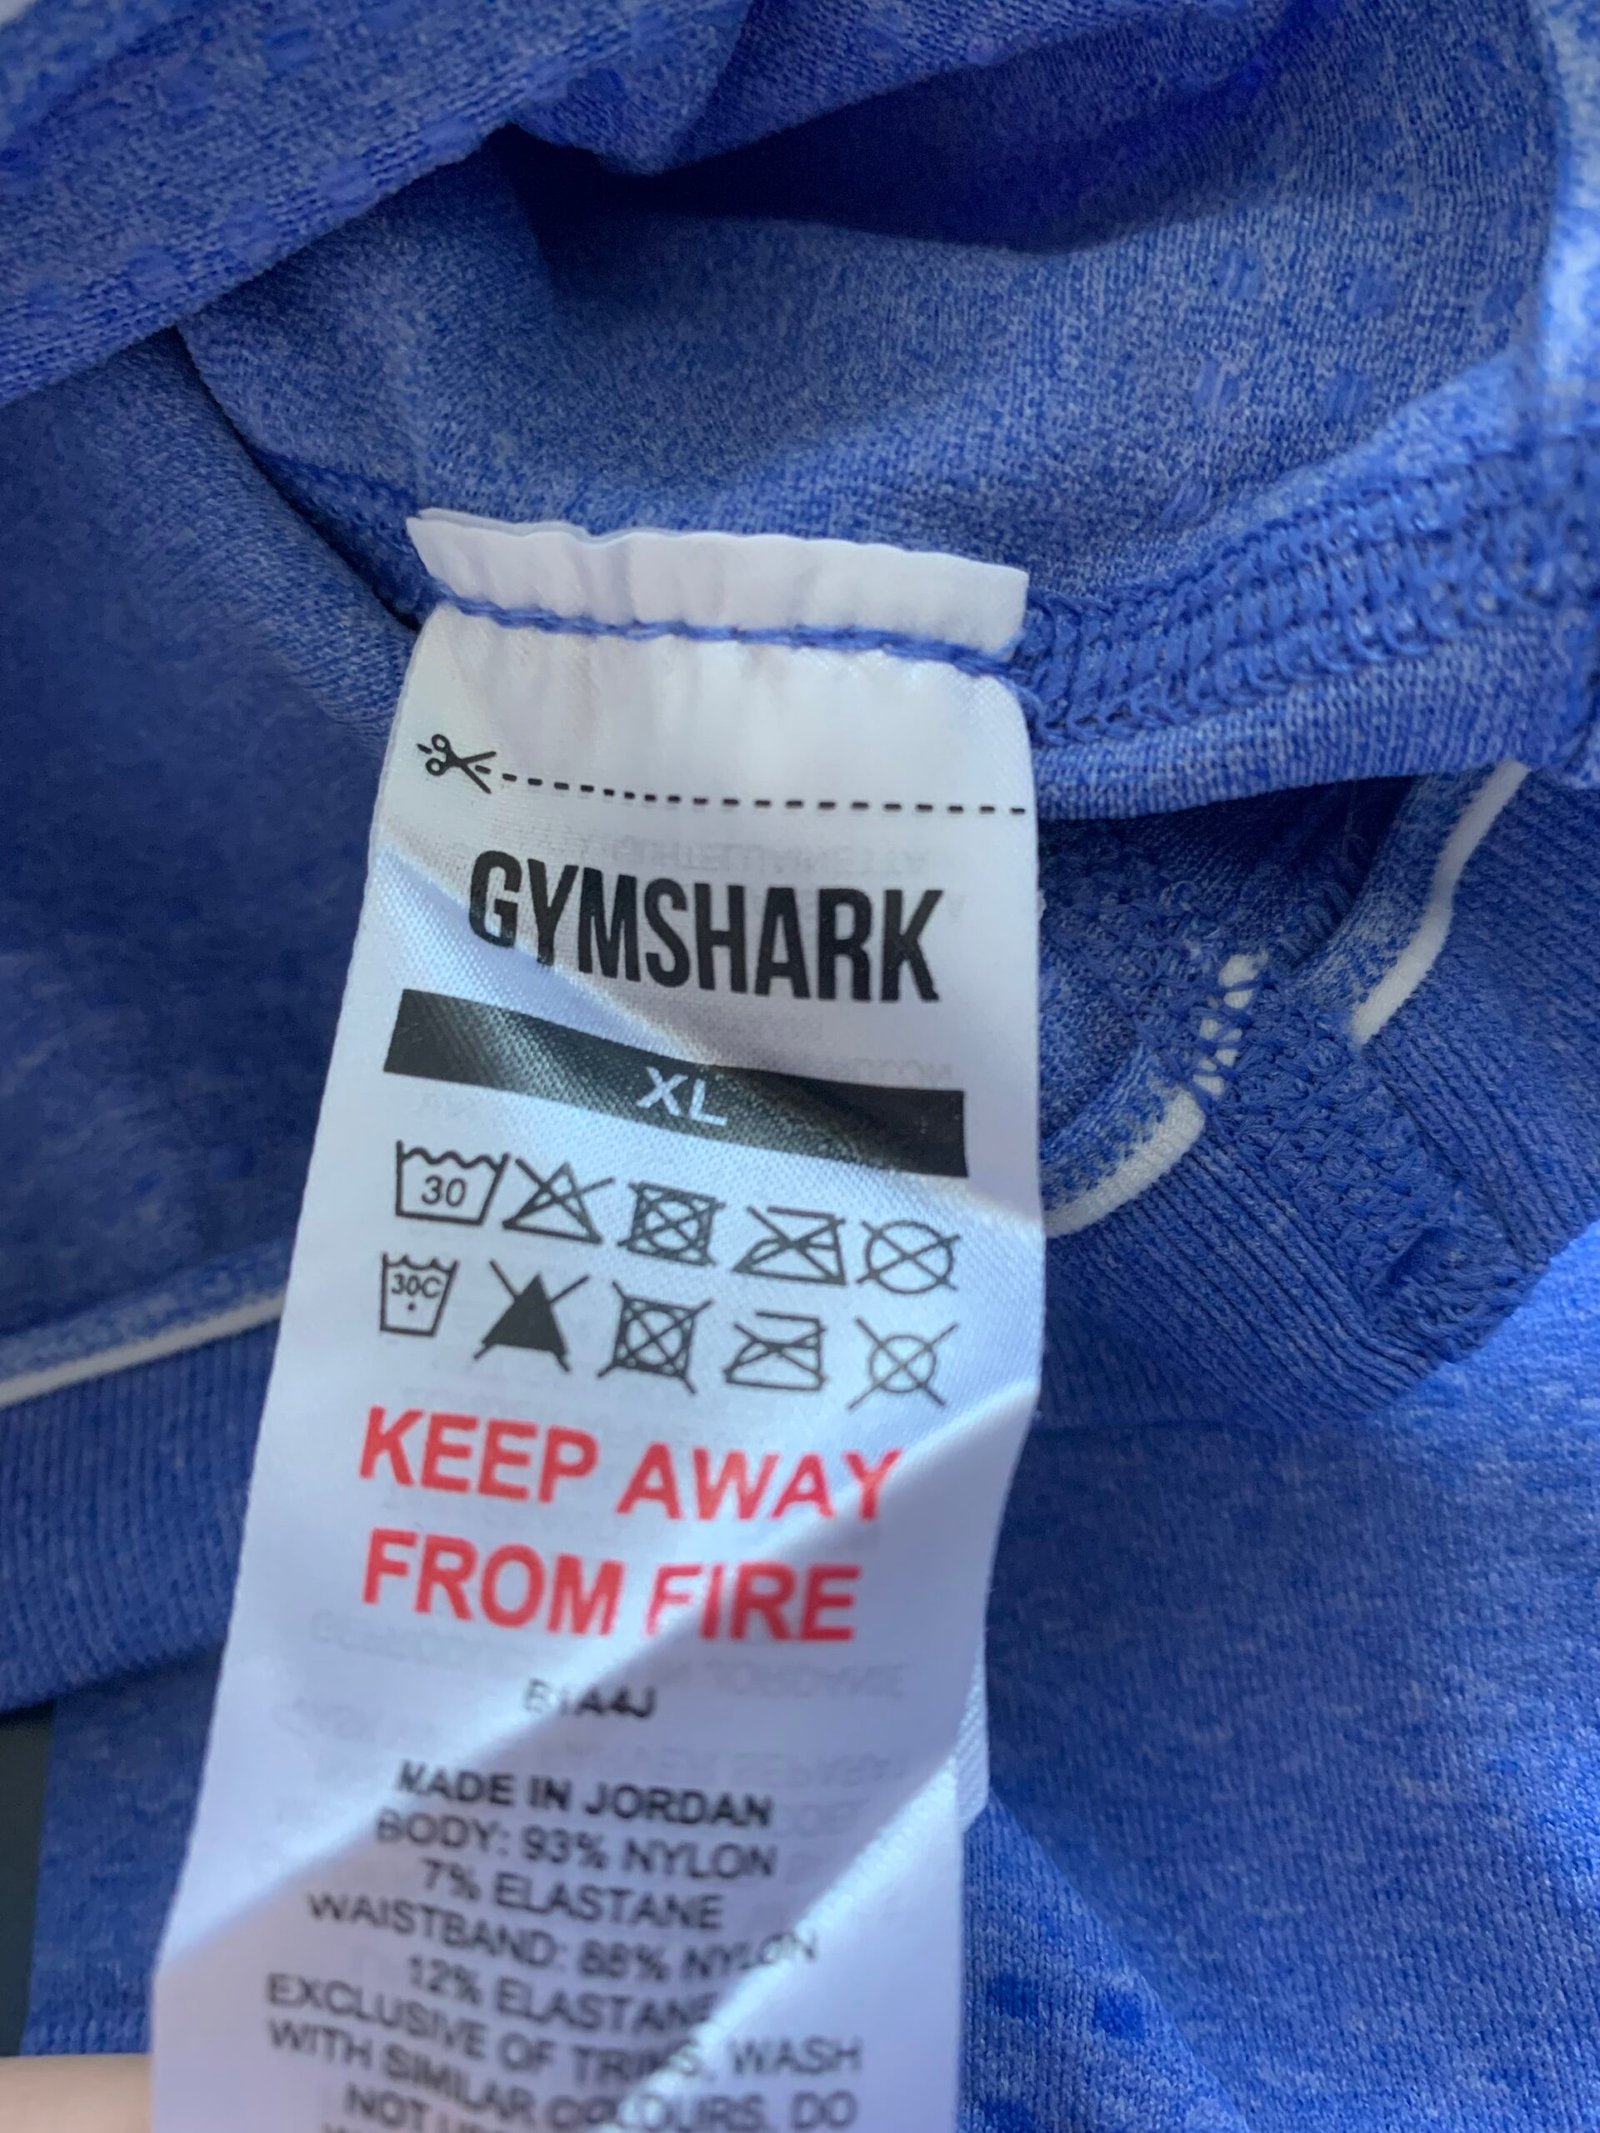 GYMSHARK
XL
30
30C
KEEP AWAY
FROM FIRE
MADE IN JORDAN
BODY: 93% NYLON
7% ELASTANE
WAISTBAND: 88% NYLON
12% ELASTANE
EXCLUSIVE OF TRIMS. WASH
WITH SIMILAR COLOURS. DO
NOT